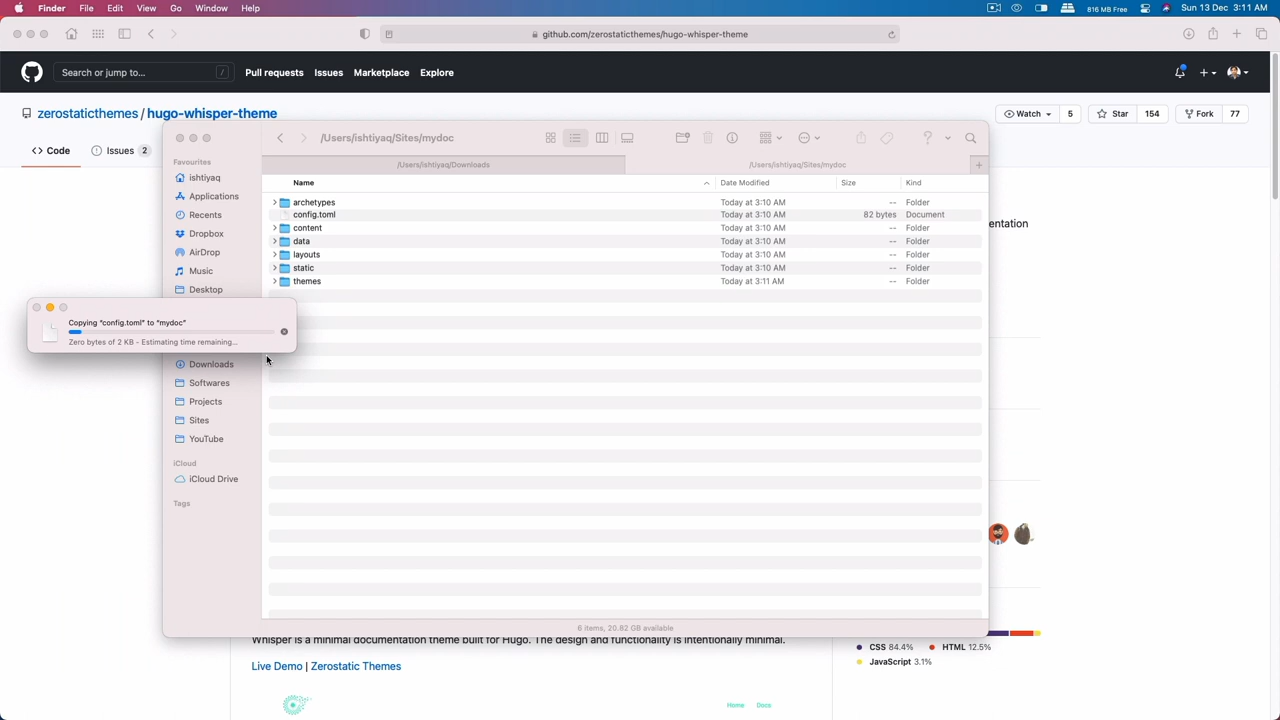 Finder File Edit View Go Window Help 816 MB Free Sun 13 Dec 3:11 AM
github.com/zerostaticthemes/hugo-whisper-theme
Search or jump to... / Pull requests Issues Marketplace Explore
zerostaticthemes / hugo-whisper-theme Watch 5 Star 154 Fork 77
Code Issues 2
/Users/ishtiyaq/Sites/mydoc
/Users/ishtiyaq/Downloads /Users/ishtiyaq/Sites/mydoc
Name Date Modified Size Kind
archetypes Today at 3:10 AM -- Folder
config.toml Today at 3:10 AM 82 bytes Document
content Today at 3:10 AM -- Folder
data Today at 3:10 AM -- Folder
layouts Today at 3:10 AM -- Folder
static Today at 3:10 AM -- Folder
themes Today at 3:11 AM -- Folder
Favourites
ishtiyaq
Applications
Recents
Dropbox
AirDrop
Music
Desktop
Copying “config.toml” to “mydoc”
Zero bytes of 2 KB - Estimating time remaining...
Downloads
Softwares
Projects
Sites
YouTube
iCloud
iCloud Drive
Tags
6 items, 20.82 GB available
entation
Whisper is a minimal documentation theme built for Hugo. The design and functionality is intentionally minimal.
Live Demo | Zerostatic Themes
Home Docs
CSS 84.4% HTML 12.5%
JavaScript 3.1%